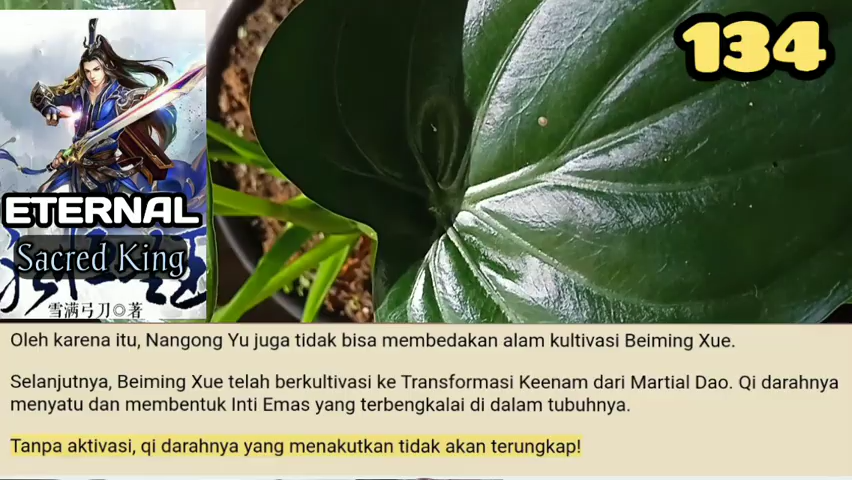 134
ETERNAL
Sacred King
雪满弓刀◎著
Oleh karena itu, Nangong Yu juga tidak bisa membedakan alam kultivasi Beiming Xue.
Selanjutnya, Beiming Xue telah berkultivasi ke Transformasi Keenam dari Martial Dao. Qi darahnya
menyatu dan membentuk Inti Emas yang terbengkalai di dalam tubuhnya.
Tanpa aktivasi, qi darahnya yang menakutkan tidak akan terungkap!